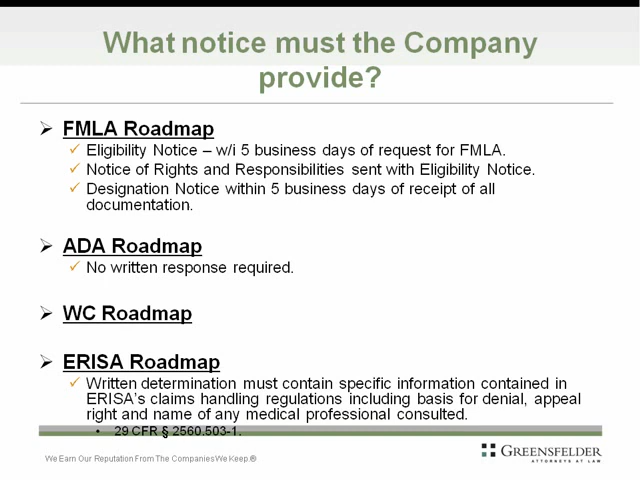 What notice must the Company
provide?
FMLA Roadmap
Eligibility Notice – w/i 5 business days of request for FMLA.
Notice of Rights and Responsibilities sent with Eligibility Notice.
Designation Notice within 5 business days of receipt of all
documentation.
ADA Roadmap
No written response required.
WC Roadmap
ERISA Roadmap
Written determination must contain specific information contained in
ERISA's claims handling regulations including basis for denial, appeal
right and name of any medical professional consulted.
• 29 CFR § 2560.503-1.
We Earn Our Reputation From The Companies We Keep.®
GREENSFELDER
ATTORNEYS AT LAW